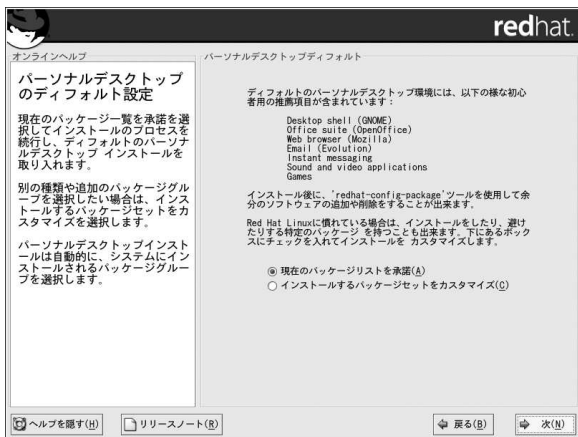 redhat.
オンラインヘルプ
パーソナルデスクトップ
のディフォルト設定
現在のパッケージ一覧を承諾を選
択してインストールのプロセスを
続行し、ディフォルトのパーソナ
ルデスクトップ インストールを
取り入れます。
別の種類や追加のパッケージグル
ープを選択したい場合は、インス
トールするパッケージセットをカ
スタマイズを選択します。
パーソナルデスクトップインスト
ールは自動的に、システムにイン
ストールされるパッケージグルー
プを選択します。
パーソナルデスクトップディフォルト
ディフォルトのパーソナルデスクトップ環境には、以下の様な初心
者用の推薦項目が含まれています：
Desktop shell (GNOME)
Office suite (OpenOffice)
Web browser (Mozilla)
Email (Evolution)
Instant messaging
Sound and video applications
Games
インストール後に、'redhat-config-package'ツールを使用して余
分のソフトウェアの追加や削除をすることが出来ます。
Red Hat Linuxに慣れている場合は、インストールをしたり、避け
たりする特定のパッケージ を持つことも出来ます。下にあるボック
スにチェックを入れてインストールを カスタマイズします。
現在のパッケージリストを承諾(A)
インストールするパッケージセットをカスタマイズ(C)
ヘルプを隠す(H)
リリースノート(R)
戻る(B)
次(N)